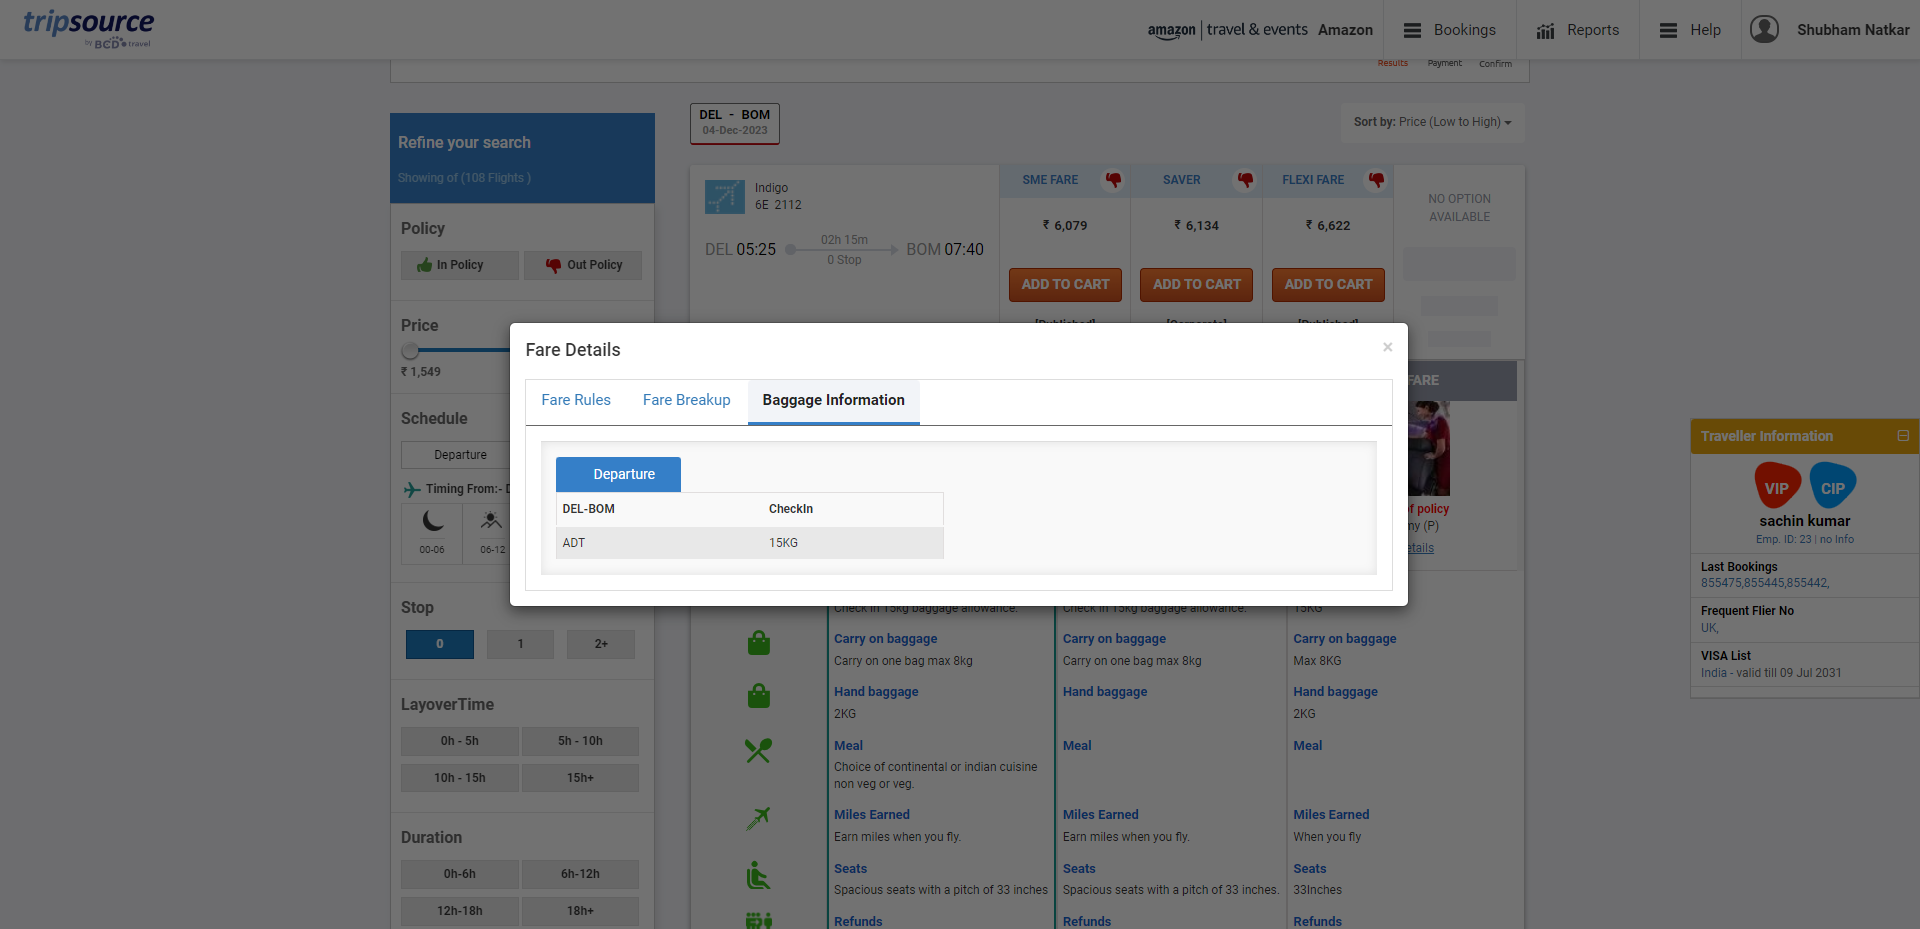 tripsource
by BCD travel
amazon | travel & events Amazon
Bookings
Reports
Help
Shubham Natkar
Results
Payment
Confirm
Refine your search
Showing of (108 Flights )
Policy
In Policy
Out Policy
Price
₹ 1,549
Schedule
Departure
Timing From:-
00-06
06-12
Stop
0
1
2+
LayoverTime
0h - 5h
5h - 10h
10h - 15h
15h+
Duration
0h-6h
6h-12h
12h-18h
18h+
DEL - BOM
04-Dec-2023
Sort by: Price (Low to High)
Indigo
6E 2112
DEL 05:25
02h 15m
0 Stop
BOM 07:40
SME FARE
SAVER
FLEXI FARE
₹ 6,079
₹ 6,134
₹ 6,622
ADD TO CART
ADD TO CART
ADD TO CART
NO OPTION
AVAILABLE
FARE
of policy
my (P)
etails
Fare Details
×
Fare Rules
Fare Breakup
Baggage Information
Departure
DEL-BOM
CheckIn
ADT
15KG
Check in 15kg baggage allowance.
Check in 15kg baggage allowance.
15KG
Carry on baggage
Carry on baggage
Carry on baggage
Carry on one bag max 8kg
Carry on one bag max 8kg
Max 8KG
Hand baggage
Hand baggage
Hand baggage
2KG
2KG
Meal
Meal
Meal
Choice of continental or indian cuisine
non veg or veg.
Miles Earned
Miles Earned
Miles Earned
Earn miles when you fly.
Earn miles when you fly.
When you fly
Seats
Seats
Seats
Spacious seats with a pitch of 33 inches
Spacious seats with a pitch of 33 inches.
33Inches
Refunds
Refunds
Refunds
Traveller Information
VIP
CIP
sachin kumar
Emp. ID: 23 | no Info
Last Bookings
855475,855445,855442,
Frequent Flier No
UK,
VISA List
India - valid till 09 Jul 2031